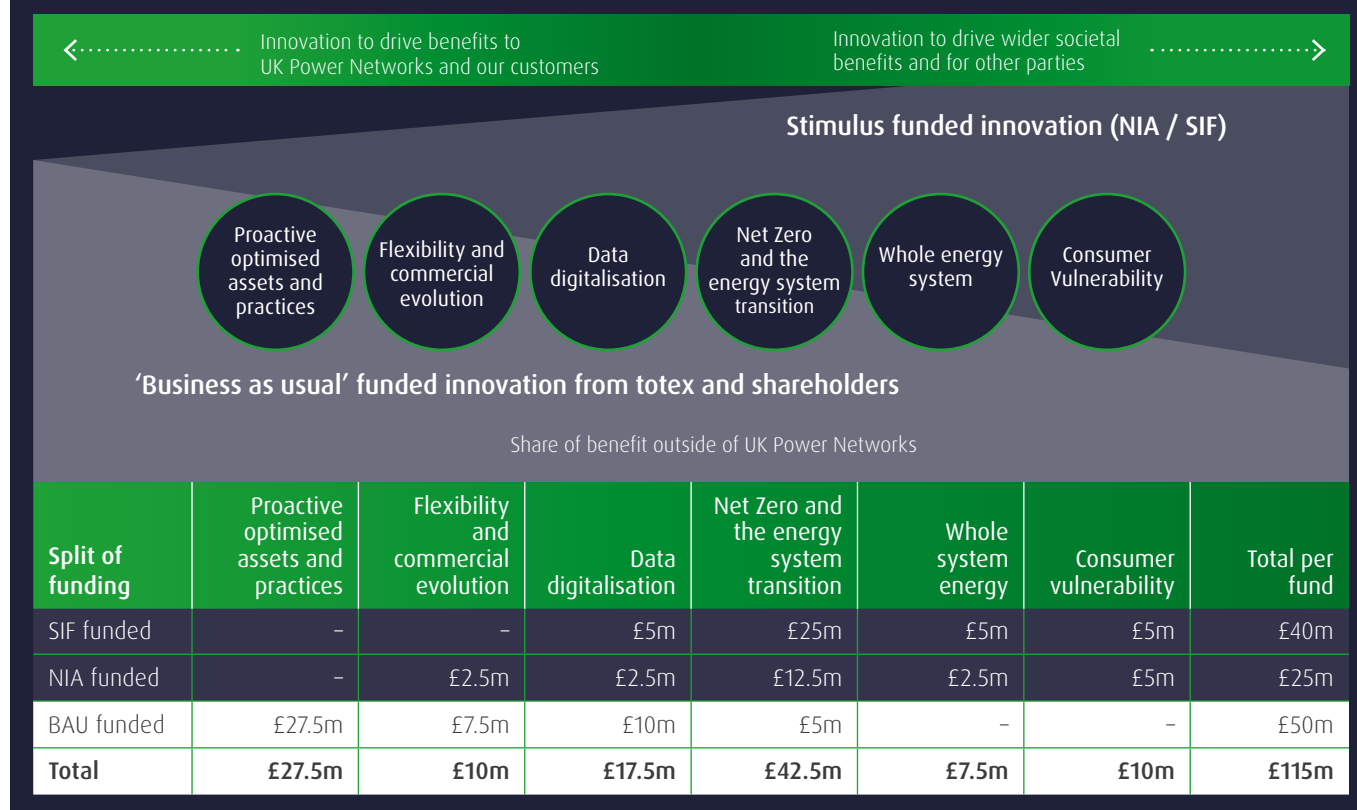 Innovation to drive benefits to
UK Power Networks and our customers
Innovation to drive wider societal
benefits and for other parties
Stimulus funded innovation (NIA / SIF)
Proactive
optimised
assets and
practices
Flexibility and
commercial
evolution
Data
digitalisation
Net Zero
and the
energy system
transition
Whole energy
system
Consumer
Vulnerability
‘Business as usual’ funded innovation from totex and shareholders
Share of benefit outside of UK Power Networks
Split of
funding
Proactive
optimised
assets and
practices
Flexibility
and
commercial
evolution
Data
digitalisation
Net Zero and
the energy
system
transition
Whole
system
energy
Consumer
vulnerability
Total per
fund
SIF funded – – £5m £25m £5m £5m £40m
NIA funded – £2.5m £2.5m £12.5m £2.5m £5m £25m
BAU funded £27.5m £7.5m £10m £5m – – £50m
Total £27.5m £10m £17.5m £42.5m £7.5m £10m £115m